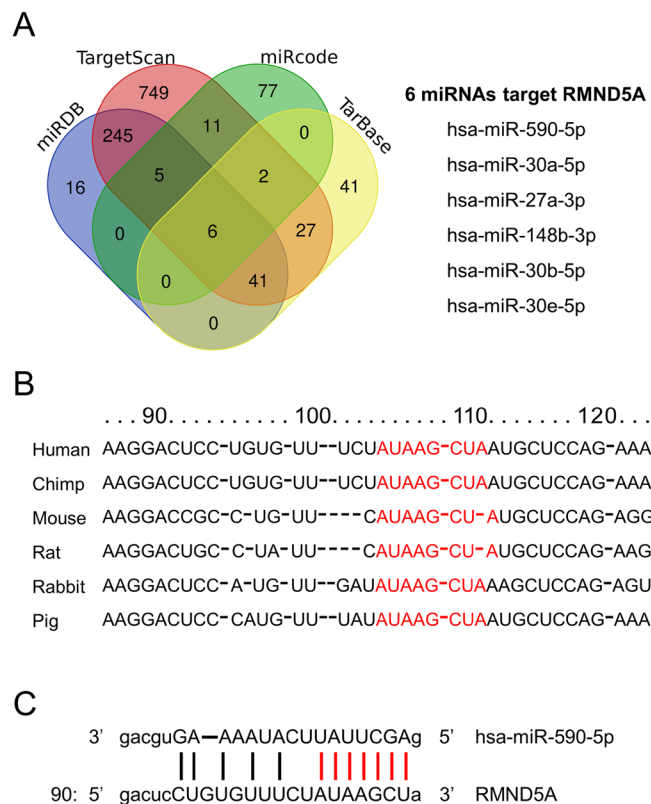 A
TargetScan
miRcode
miRDB
TarBase
749
77
245
11
0
16
5
2
41
0
6
27
0
41
0
6 miRNAs target RMND5A
hsa-miR-590-5p
hsa-miR-30a-5p
hsa-miR-27a-3p
hsa-miR-148b-3p
hsa-miR-30b-5p
hsa-miR-30e-5p
B
...90.........100.........110.......120...
Human AAGGACUCC-UGUG-UU--UCUAUAAG-CUAAUGCUCCAG-AAA
Chimp AAGGACUCC-UGUG-UU--UCUAUAAG-CUAAUGCUCCAG-AAA
Mouse AAGGACCGC-C-UG-UU----CAUAAG-CU-AUGCUCCAG-AGG
Rat AAGGACUGC-C-UA-UU----CAUAAG-CU-AUGCUCCAG-AAG
Rabbit AAGGACUCC-A-UG-UU--GAUAUAAG-CUAAAGCUCCAG-AGU
Pig AAGGACUCC-CAUG-UU--UAUAUAAG-CUAAUGCUCCAG-AAA
C
3' gacguGA-AAAUACUUAUUCGAg 5' hsa-miR-590-5p
90: 5' gacucCUGUGUUUCUAUAAGCUa 3' RMND5A